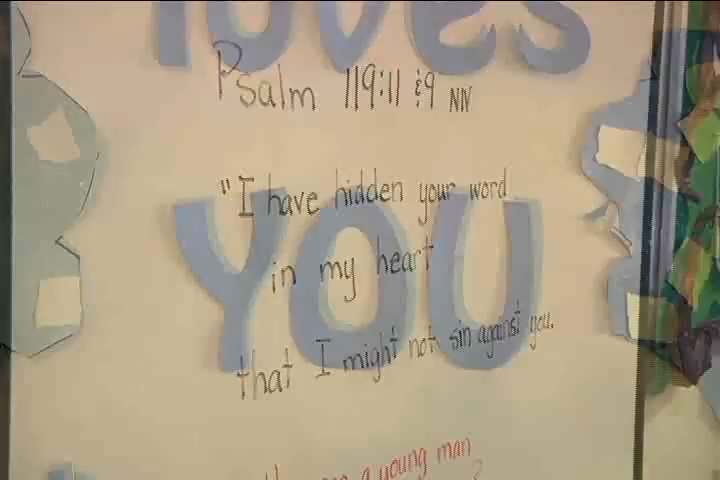 loves
Psalm 119:11 & 9 NIV
"I have hidden your word
YOU
in my heart
that I might not sin against you.
a young man
?